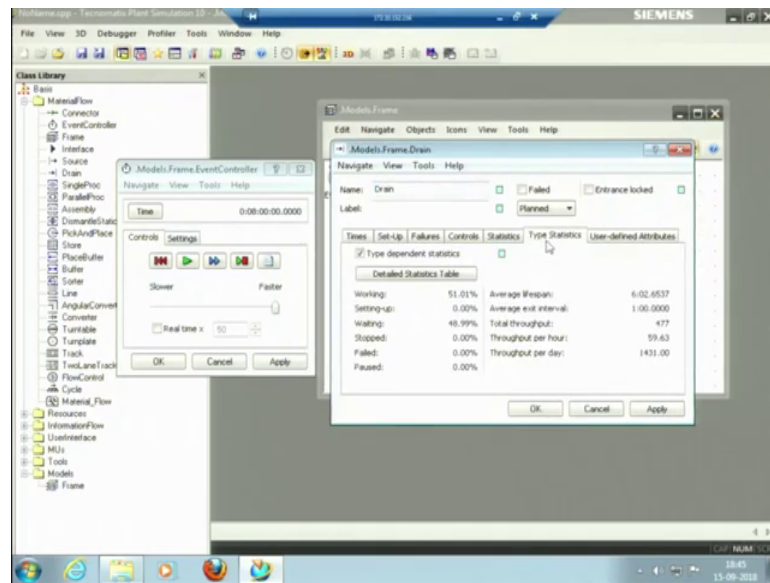 NoName.spp - Tecnomatix Plant Simulation 10 -
SIEMENS
File View 3D Debugger Profiler Tools Window Help
Class Library
Basis
MaterialFlow
Connector
EventController
Frame
Interface
Source
Drain
SingleProc
ParallelProc
Assembly
DismantleStatic
PickAndPlace
Store
PlaceBuffer
Buffer
Sorter
Line
AngularConvert
Converter
Turntable
Turnplate
Track
TwoLaneTrack
FlowControl
Cycle
Material_Flow
Resources
InformationFlow
UserInterface
MUs
Tools
Models
Frame
.Models.Frame.EventController
Navigate View Tools Help
Time 0:08:00:00.0000
Controls Settings
Slower Faster
Real time x 50
OK Cancel Apply
.Models.Frame
Edit Navigate Objects Icons View Tools Help
.Models.Frame.Drain
Navigate View Tools Help
Name: Drain Failed Entrance locked
Label: Planned
Times Set-Up Failures Controls Statistics Type Statistics User-defined Attributes
Type dependent statistics
Detailed Statistics Table
Working: 51.01% Average lifespan: 6:02.6537
Setting-up: 0.00% Average exit interval: 1:00.0000
Waiting: 48.99% Total throughput: 477
Stopped: 0.00% Throughput per hour: 59.63
Failed: 0.00% Throughput per day: 1431.00
Paused: 0.00%
OK Cancel Apply
CAP NUM SCR
18:45
15-09-2018